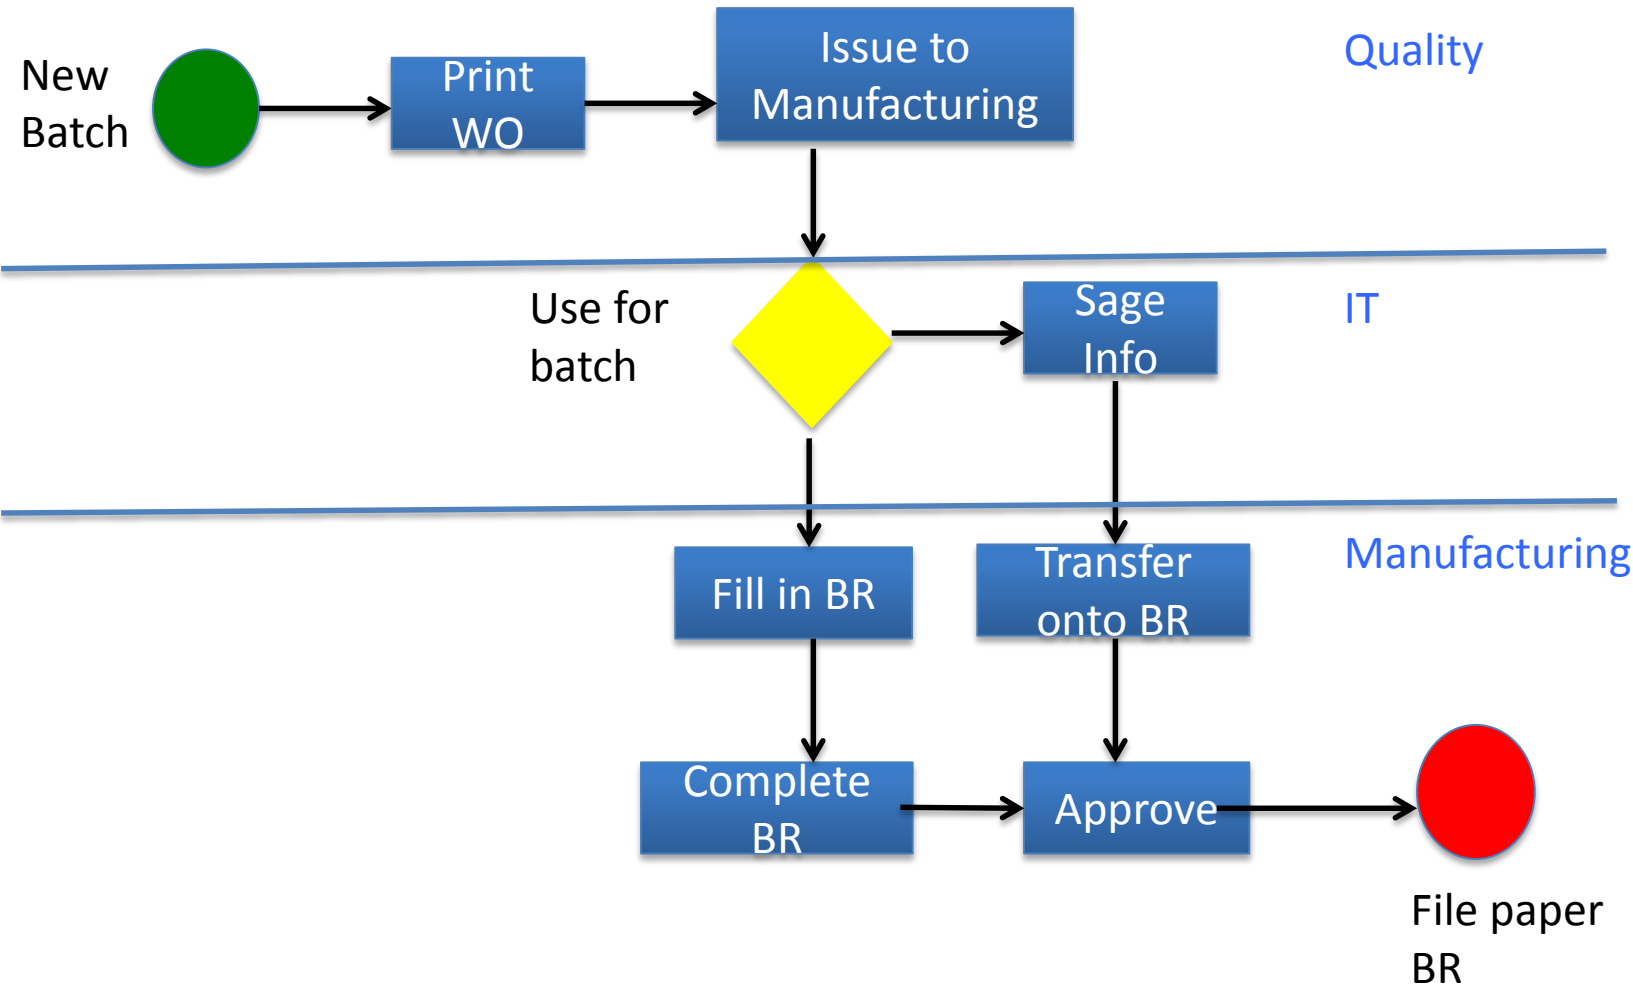 New
Batch
Print
WO
Issue to
Manufacturing
Quality
Use for
batch
Sage
Info
IT
Fill in BR
Transfer
onto BR
Manufacturing
Complete
BR
Approve
File paper
BR